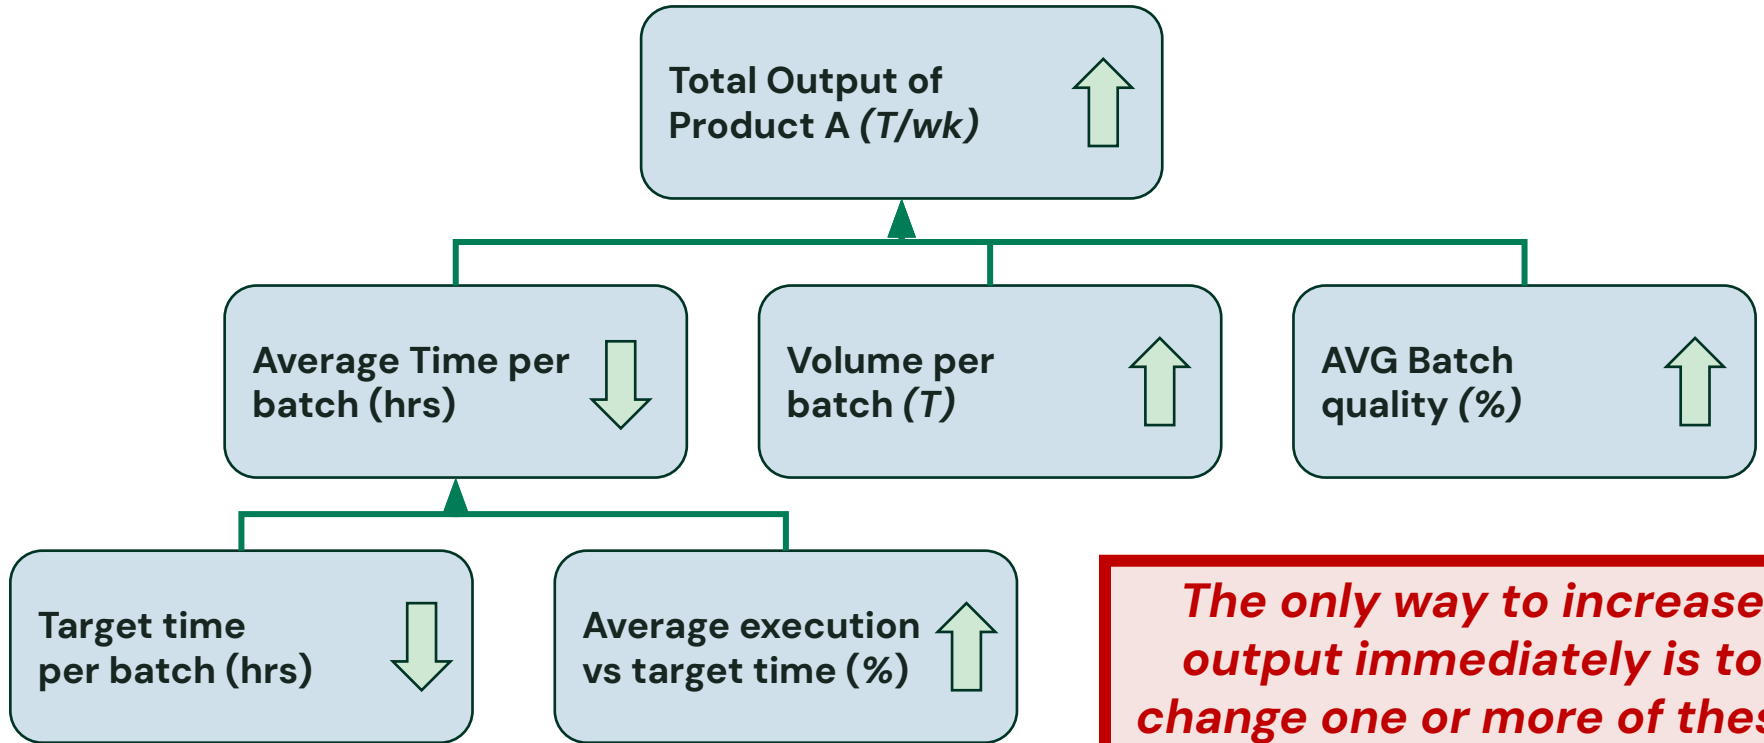 Total Output of
Product A (T/wk)
Average Time per
batch (hrs)
Volume per
batch (T)
AVG Batch
quality (%)
Target time
per batch (hrs)
Average execution
vs target time (%)
The only way to increase
output immediately is to
change one or more of these